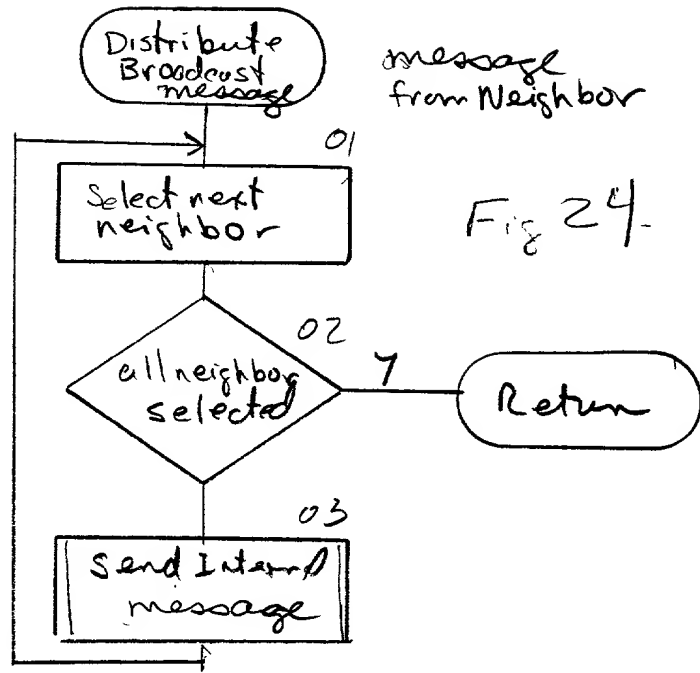 Distribute
Broadcast
message
message
from Neighbor
01
Select next
neighbor
Fig 24.
02
all neighbor
selected
Y
Return
03
Send Internal
message